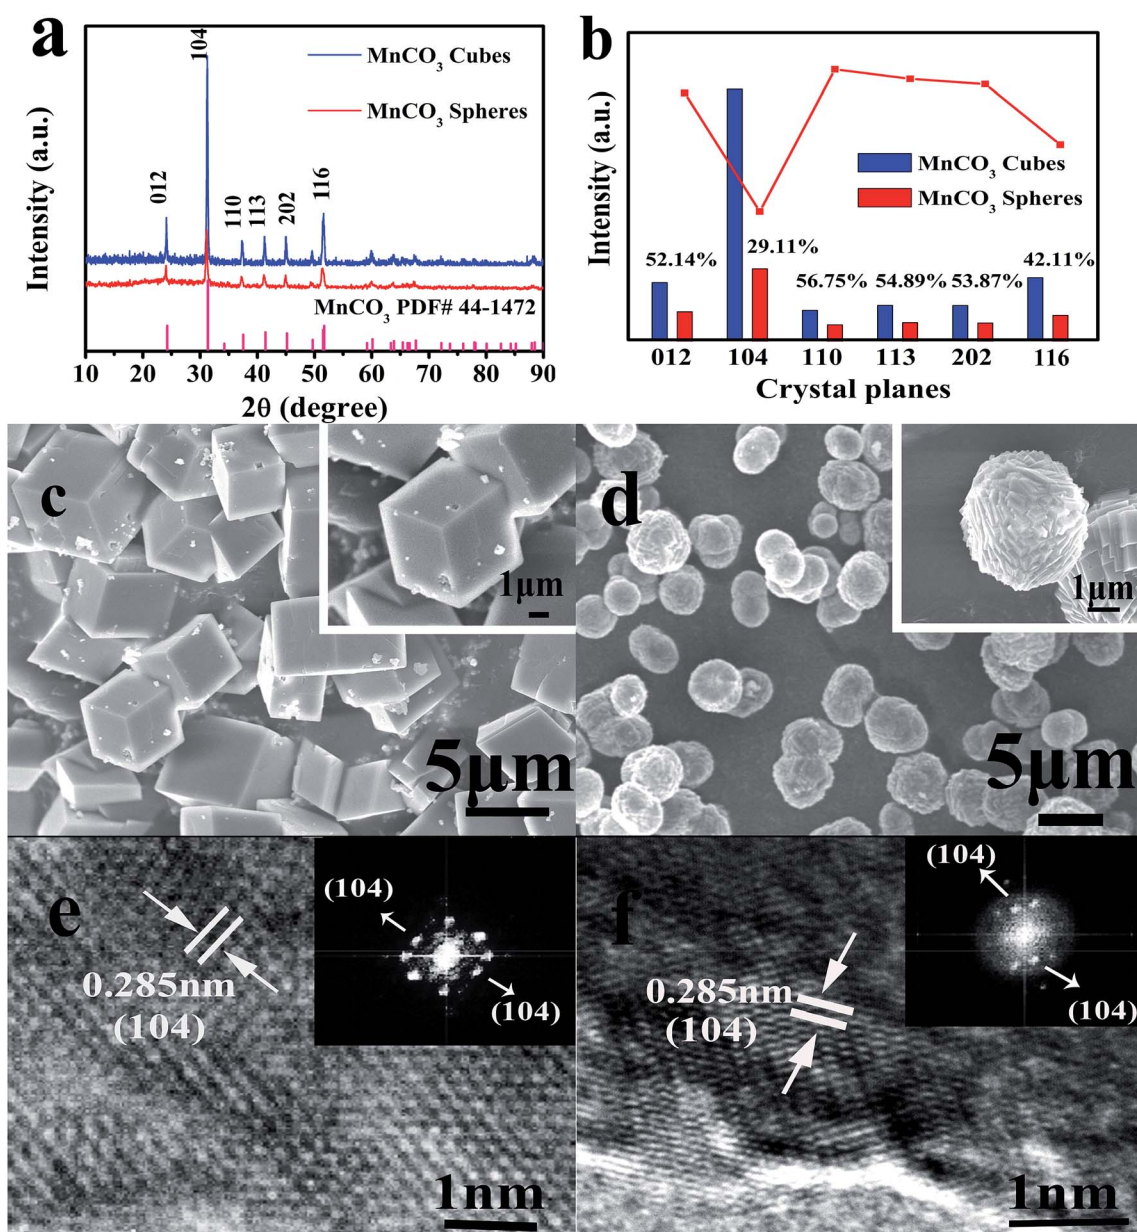 a
104
MnCO₃ Cubes
MnCO₃ Spheres
012
110
113
202
116
MnCO₃ PDF# 44-1472
Intensity (a.u.)
10 20 30 40 50 60 70 80 90
2θ (degree)
b
MnCO₃ Cubes
MnCO₃ Spheres
52.14%
29.11%
56.75%
54.89%
53.87%
42.11%
Intensity (a.u.)
012 104 110 113 202 116
Crystal planes
c
1μm
5μm
d
1μm
5μm
e
0.285nm
(104)
(104)
(104)
1nm
f
0.285nm
(104)
(104)
(104)
1nm